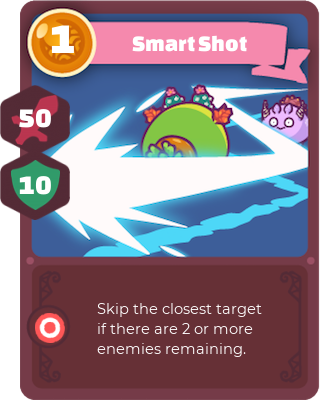 1
Smart Shot
50
10
Skip the closest target
if there are 2 or more
enemies remaining.